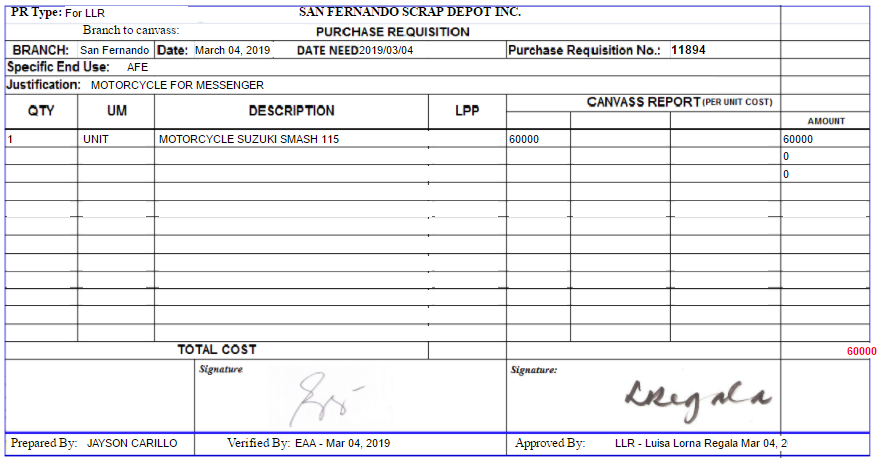 PR Type: For LLR SAN FERNANDO SCRAP DEPOT INC.
Branch to canvass: PURCHASE REQUISITION
BRANCH: San Fernando Date: March 04, 2019 DATE NEED 2019/03/04 Purchase Requisition No.: 11894
Specific End Use: AFE
Justification: MOTORCYCLE FOR MESSENGER
QTY UM DESCRIPTION LPP CANVASS REPORT (PER UNIT COST)
AMOUNT
1 UNIT MOTORCYCLE SUZUKI SMASH 115 60000 60000
0
0
TOTAL COST 60000
Signature Signature:
LRegala
Prepared By: JAYSON CARILLO Verified By: EAA - Mar 04, 2019 Approved By: LLR - Luisa Lorna Regala Mar 04, 2